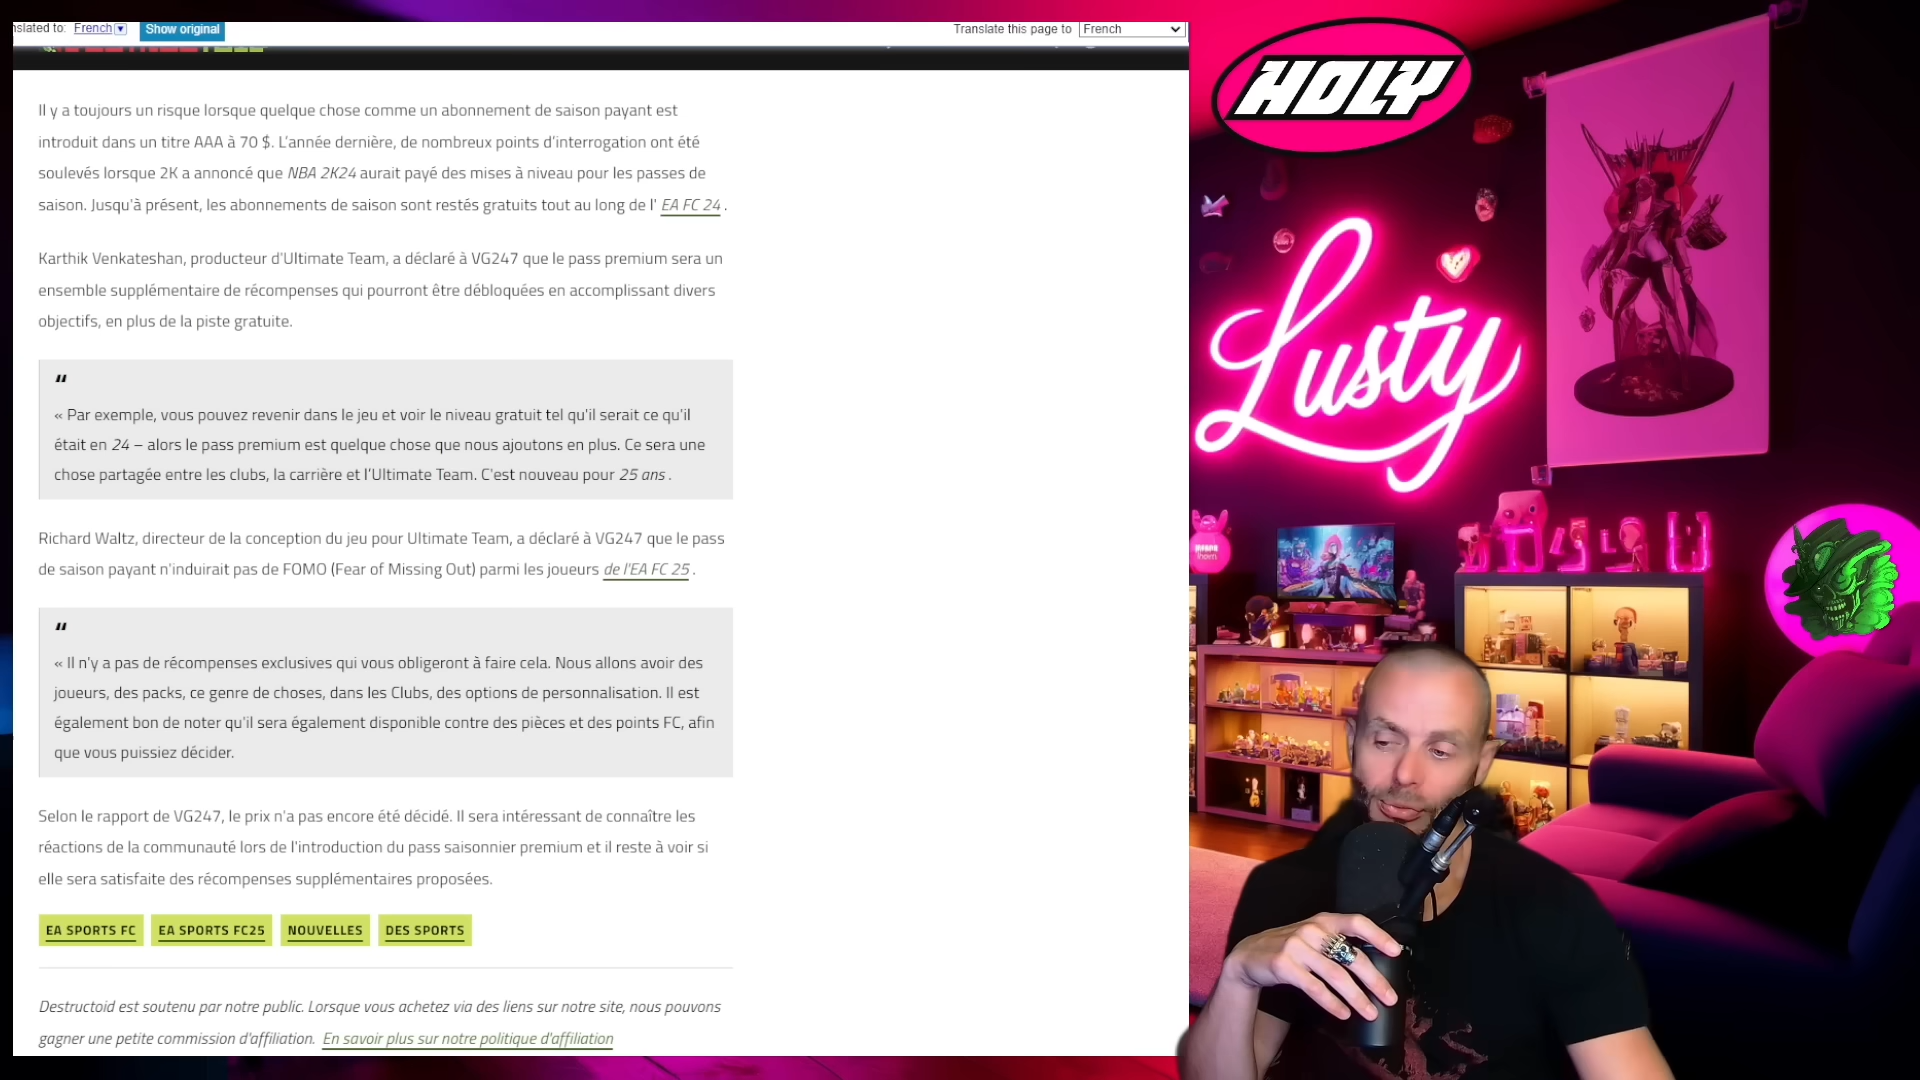 nslated to: French
Show original
Translate this page to French
Il y a toujours un risque lorsque quelque chose comme un abonnement de saison payant est
introduit dans un titre AAA à 70 $. L'année dernière, de nombreux points d'interrogation ont été
soulevés lorsque 2K a annoncé que NBA 2K24 aurait payé des mises à niveau pour les passes de
saison. Jusqu'à présent, les abonnements de saison sont restés gratuits tout au long de l' EA FC 24 .
Karthik Venkateshan, producteur d'Ultimate Team, a déclaré à VG247 que le pass premium sera un
ensemble supplémentaire de récompenses qui pourront être débloquées en accomplissant divers
objectifs, en plus de la piste gratuite.
“
« Par exemple, vous pouvez revenir dans le jeu et voir le niveau gratuit tel qu'il serait ce qu'il
était en 24 – alors le pass premium est quelque chose que nous ajoutons en plus. Ce sera une
chose partagée entre les clubs, la carrière et l'Ultimate Team. C'est nouveau pour 25 ans .
Richard Waltz, directeur de la conception du jeu pour Ultimate Team, a déclaré à VG247 que le pass
de saison payant n'induirait pas de FOMO (Fear of Missing Out) parmi les joueurs de l'EA FC 25 .
“
« Il n'y a pas de récompenses exclusives qui vous obligeront à faire cela. Nous allons avoir des
joueurs, des packs, ce genre de choses, dans les Clubs, des options de personnalisation. Il est
également bon de noter qu'il sera également disponible contre des pièces et des points FC, afin
que vous puissiez décider.
Selon le rapport de VG247, le prix n'a pas encore été décidé. Il sera intéressant de connaître les
réactions de la communauté lors de l'introduction du pass saisonnier premium et il reste à voir si
elle sera satisfaite des récompenses supplémentaires proposées.
EA SPORTS FC EA SPORTS FC25 NOUVELLES DES SPORTS
Destructoid est soutenu par notre public. Lorsque vous achetez via des liens sur notre site, nous pouvons
gagner une petite commission d'affiliation. En savoir plus sur notre politique d'affiliation
HOLY
Lusty